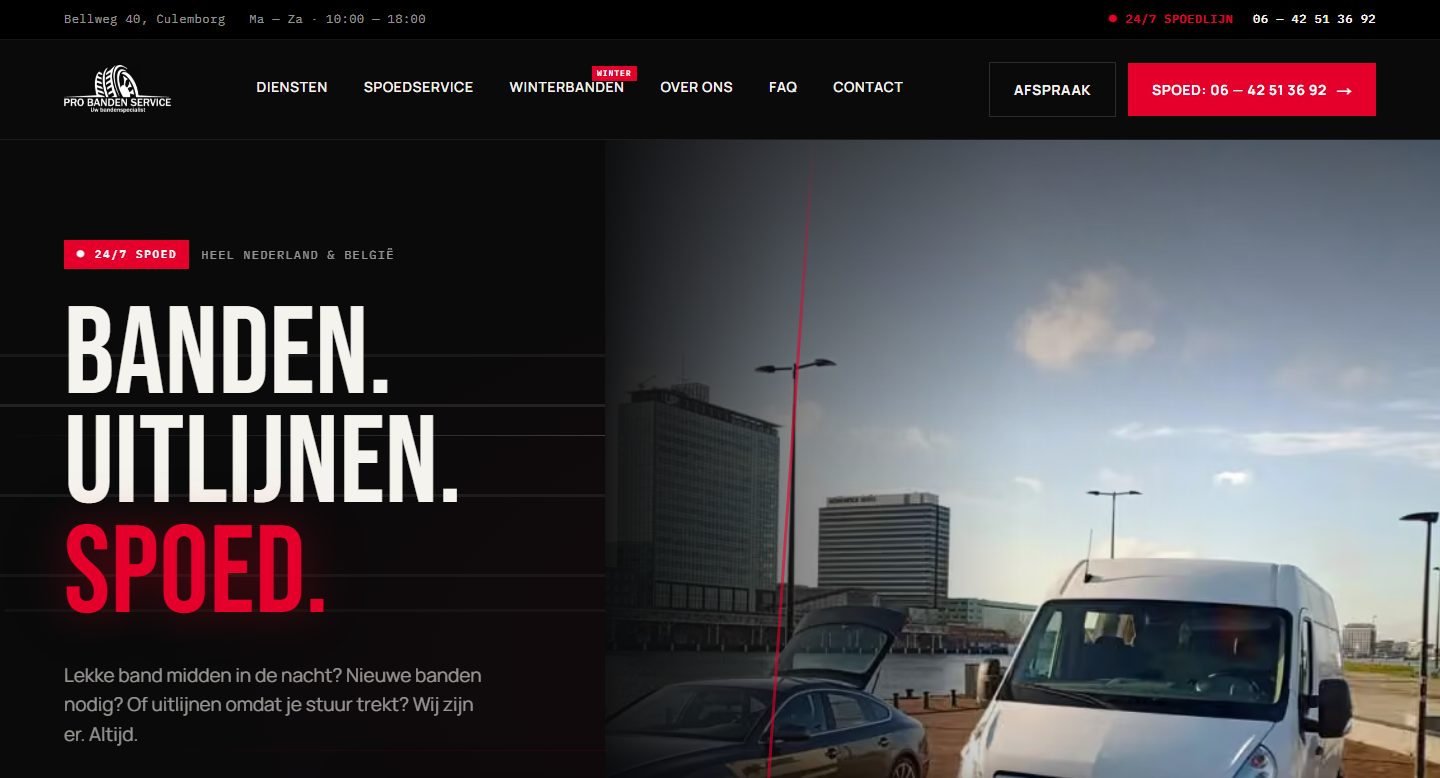 Bellweg 40, Culemborg Ma — Za · 10:00 — 18:00
24/7 SPOEDLIJN 06 — 42 51 36 92
PRO BANDEN SERVICE
Uw bandenspecialist
DIENSTEN SPOEDSERVICE WINTERBANDEN OVER ONS FAQ CONTACT
WINTER
AFSPRAAK
SPOED: 06 — 42 51 36 92 →
24/7 SPOED
HEEL NEDERLAND & BELGIË
BANDEN.
UITLIJNEN.
SPOED.
Lekke band midden in de nacht? Nieuwe banden
nodig? Of uitlijnen omdat je stuur trekt? Wij zijn
er. Altijd.